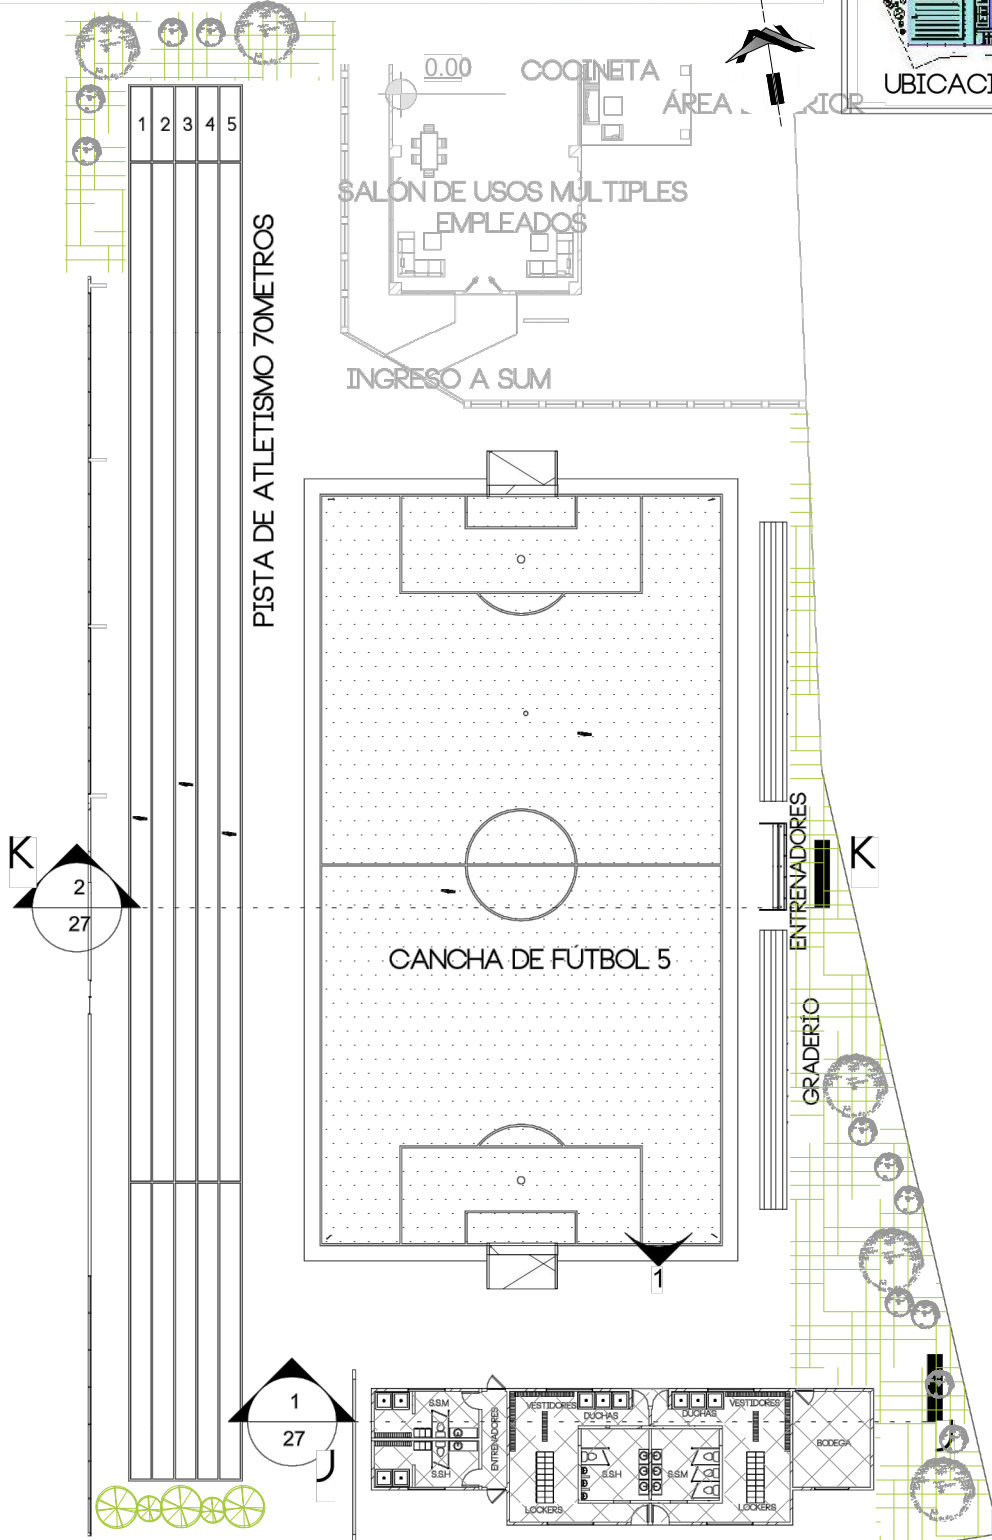 0.00
COCINETA
ÁREA
UBICACI
1 2 3 4 5
SALÓN DE USOS MÚLTIPLES
EMPLEADOS
PISTA DE ATLETISMO 70METROS
INGRESO A SUM
K
2
27
ENTRENADORES
K
CANCHA DE FÚTBOL 5
GRADERÍO
1
1
27
J
S.S.M
S.S.H
ENTRENADORES
VESTIDORES
DUCHAS
DUCHAS
VESTIDORES
S.S.H
S.S.M
LOCKERS
LOCKERS
BODEGA